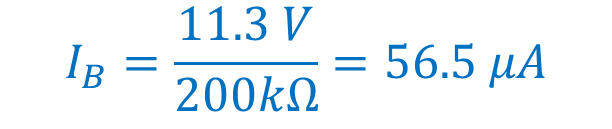 I_B = 11.3 V / 200kΩ = 56.5 μA